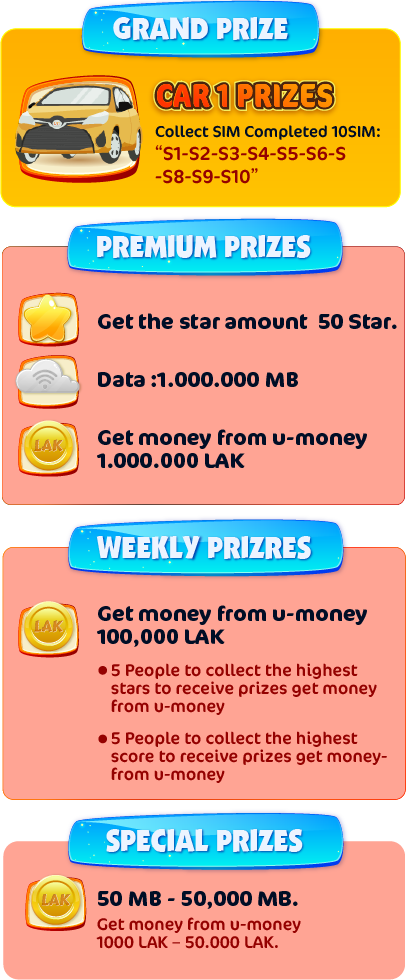 GRAND PRIZE
CAR 1 PRIZES
Collect SIM Completed 10SIM:
“S1-S2-S3-S4-S5-S6-S
-S8-S9-S10”
PREMIUM PRIZES
Get the star amount 50 Star.
Data :1.000.000 MB
LAK
Get money from u-money
1.000.000 LAK
WEEKLY PRIZRES
LAK
Get money from u-money
100,000 LAK
• 5 People to collect the highest
stars to receive prizes get money
from u-money
• 5 People to collect the highest
score to receive prizes get money-
from u-money
SPECIAL PRIZES
LAK
50 MB - 50,000 MB.
Get money from u-money
1000 LAK – 50.000 LAK.